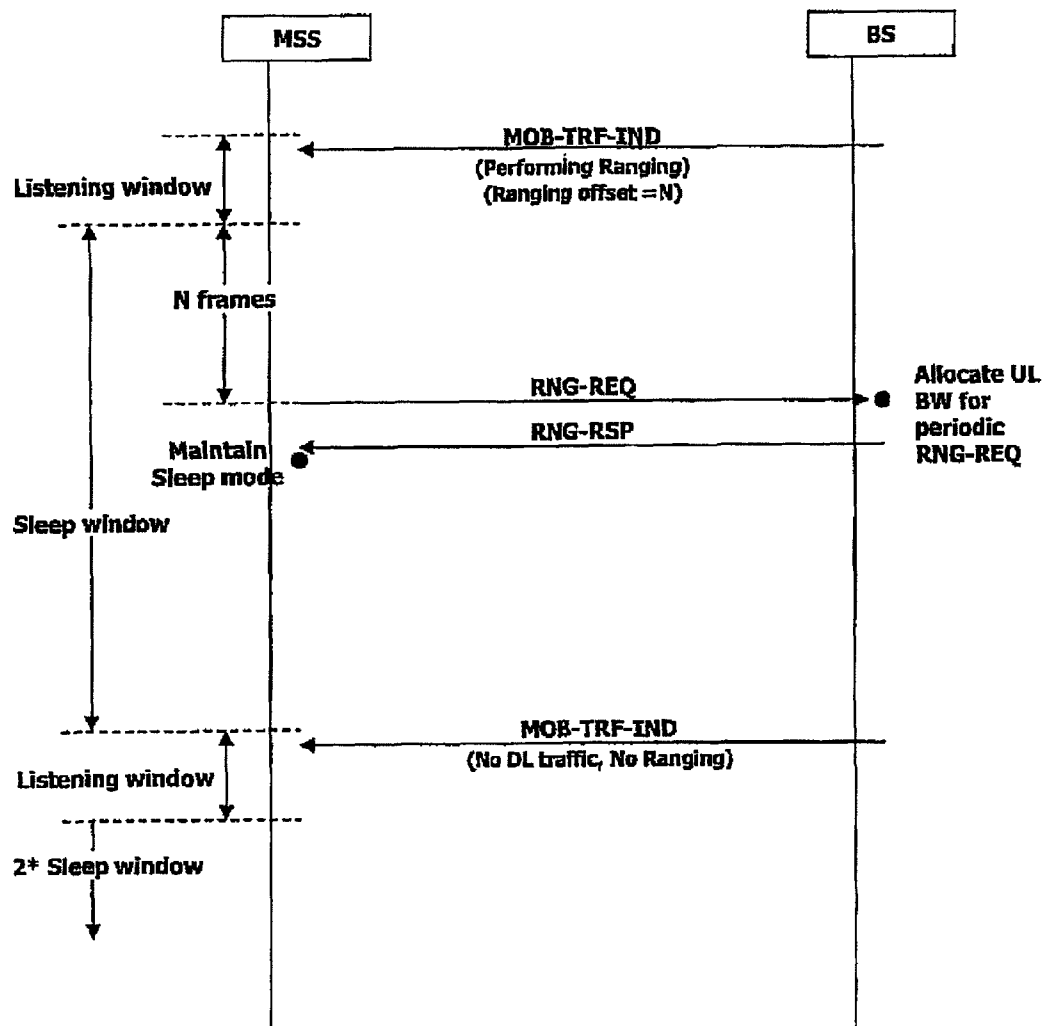 MSS
BS
MOB-TRF-IND
(Performing Ranging)
(Ranging offset =N)
Listening window
N frames
RNG-REQ
Allocate UL
BW for
periodic
RNG-REQ
RNG-RSP
Maintain
Sleep mode
Sleep window
MOB-TRF-IND
(No DL traffic, No Ranging)
Listening window
2* Sleep window